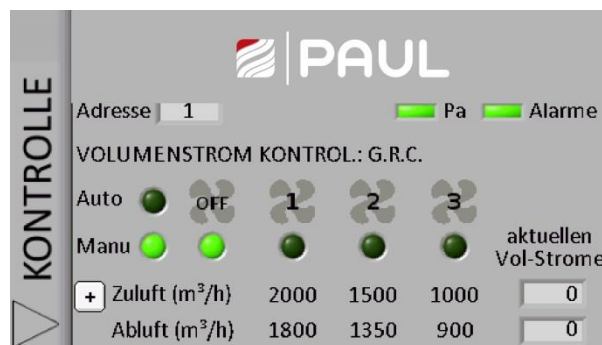 PAUL
KONTROLLE
Adresse 1 Pa Alarme
VOLUMENSTROM KONTROL.: G.R.C.
Auto OFF 1 2 3
Manu aktuellen
Vol-Strome
+ Zuluft (m³/h) 2000 1500 1000 0
Abluft (m³/h) 1800 1350 900 0